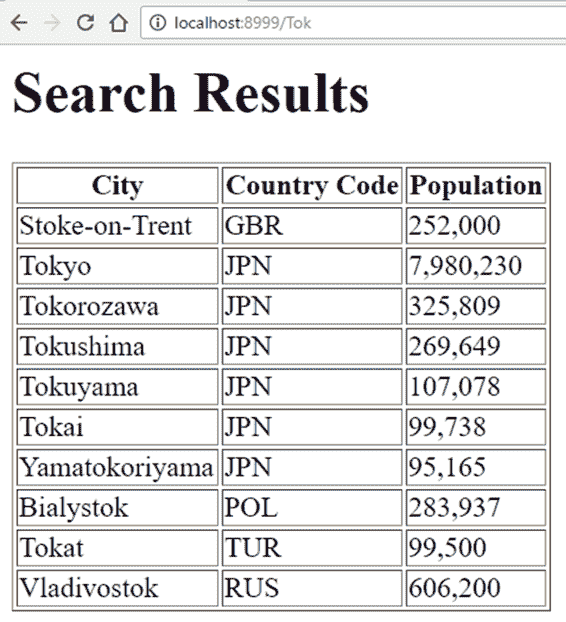 localhost:8999/Tok
Search Results
City Country Code Population
Stoke-on-Trent GBR 252,000
Tokyo JPN 7,980,230
Tokorozawa JPN 325,809
Tokushima JPN 269,649
Tokuyama JPN 107,078
Tokai JPN 99,738
Yamatokoriyama JPN 95,165
Bialystok POL 283,937
Tokat TUR 99,500
Vladivostok RUS 606,200